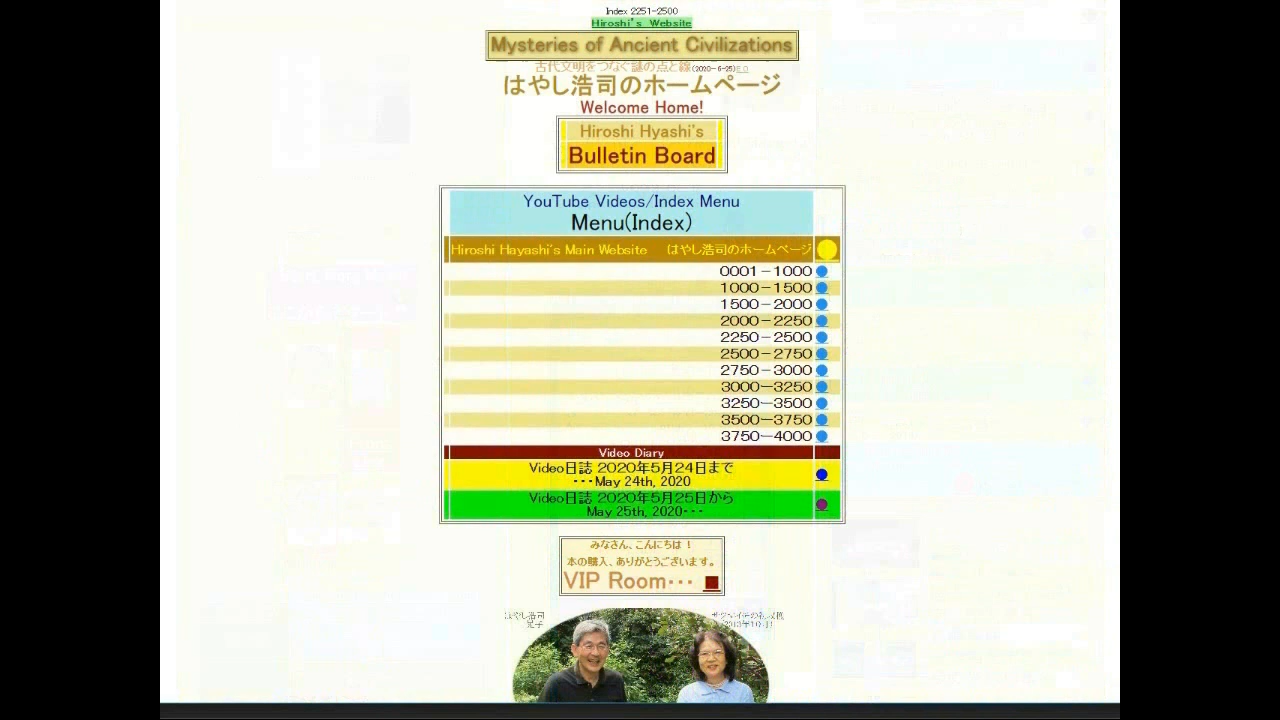 Index 2251-2500
Hiroshi's Website
Mysteries of Ancient Civilizations
古代文明をつなぐ謎の点と線(2020-6-25)
はやし浩司のホームページ
Welcome Home!
Hiroshi Hyashi's
Bulletin Board
YouTube Videos/Index Menu
Menu(Index)
Hiroshi Hayashi's Main Website はやし浩司のホームページ
0001－1000
1000－1500
1500－2000
2000－2250
2250－2500
2500－2750
2750－3000
3000－3250
3250－3500
3500－3750
3750－4000
Video Diary
Video日誌 2020年5月24日まで
･･･May 24th, 2020
Video日誌 2020年5月25日から
May 25th, 2020･･･
みなさん、こんにちは！
本の購入、ありがとうございます。
VIP Room･･･
はやし浩司